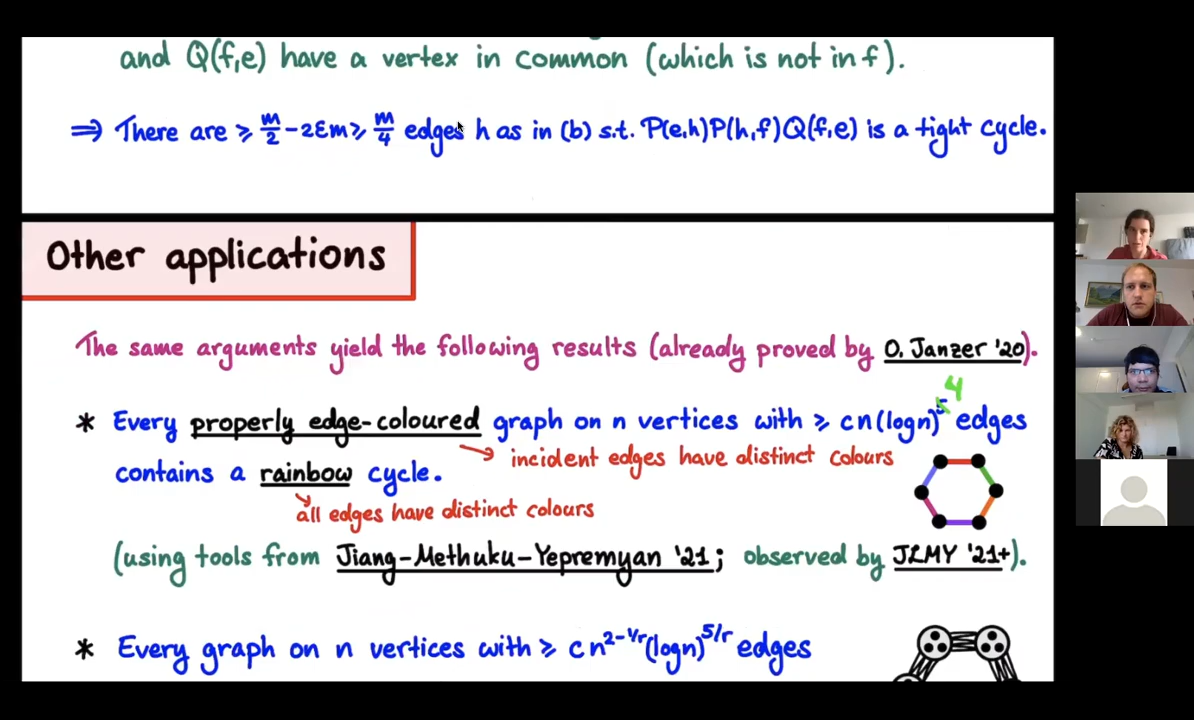 and Q(f,e) have a vertex in common (which is not in f).
⇒ There are ≥ m/2 - 2εm ≥ m/4 edges h as in (b) s.t. P(e,h)P(h,f)Q(f,e) is a tight cycle.
Other applications
The same arguments yield the following results (already proved by O. Janzer '20).
4
* Every properly edge-coloured graph on n vertices with ≥ cn(logn)^5 edges
→ incident edges have distinct colours
contains a rainbow cycle.
all edges have distinct colours
(using tools from Jiang-Methuku-Yepremyan '21; observed by JLMY '21+).
* Every graph on n vertices with ≥ cn^{2-1/r}(logn)^{5/r} edges